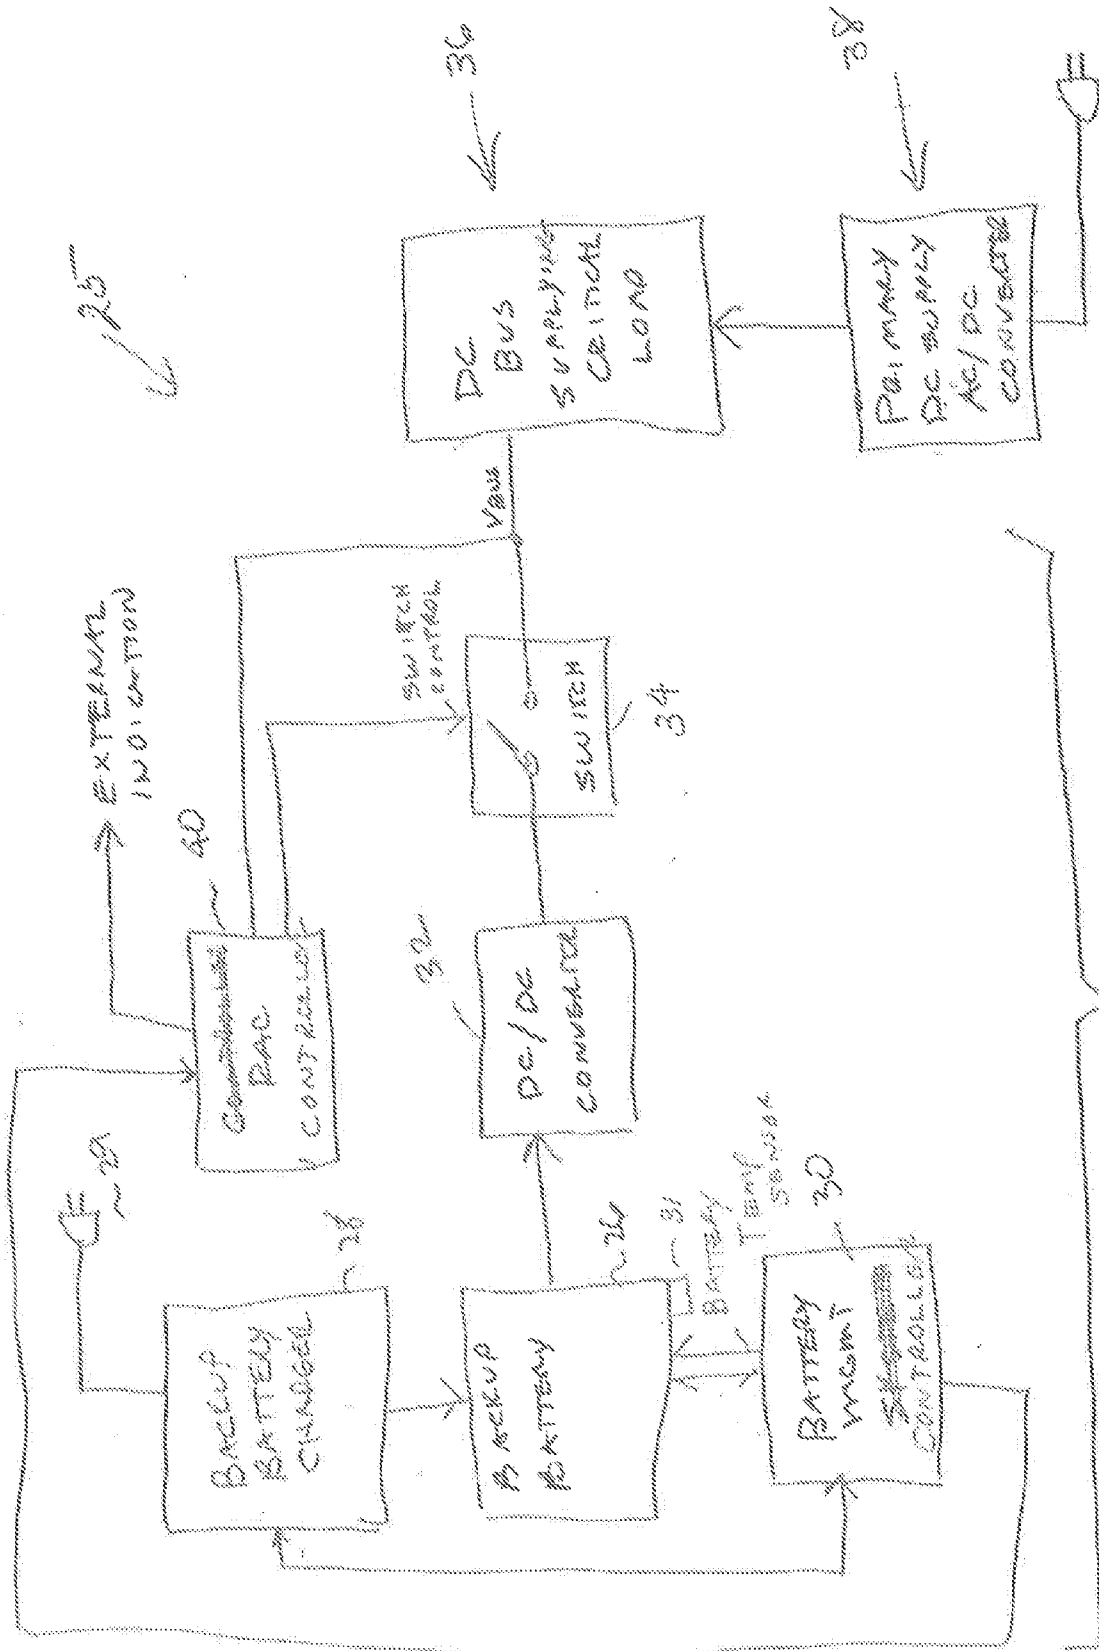 25
EXTERNAL
INDICATION
29
40
DAC
CONTROLLER
BACKUP
BATTERY
CHARGER
28
SWITCH
CONTROL
VBUS
DC
BUS
SUPPLYING
CRITICAL
LOAD
36
BACKUP
BATTERY
26
31
BATTERY
TEMP
SENSOR
32
DC/DC
CONVERTER
SWITCH
34
BATTERY
MGMT
CONTROLLER
30
PRIMARY
DC SUPPLY
AC/DC
CONVERTER
38